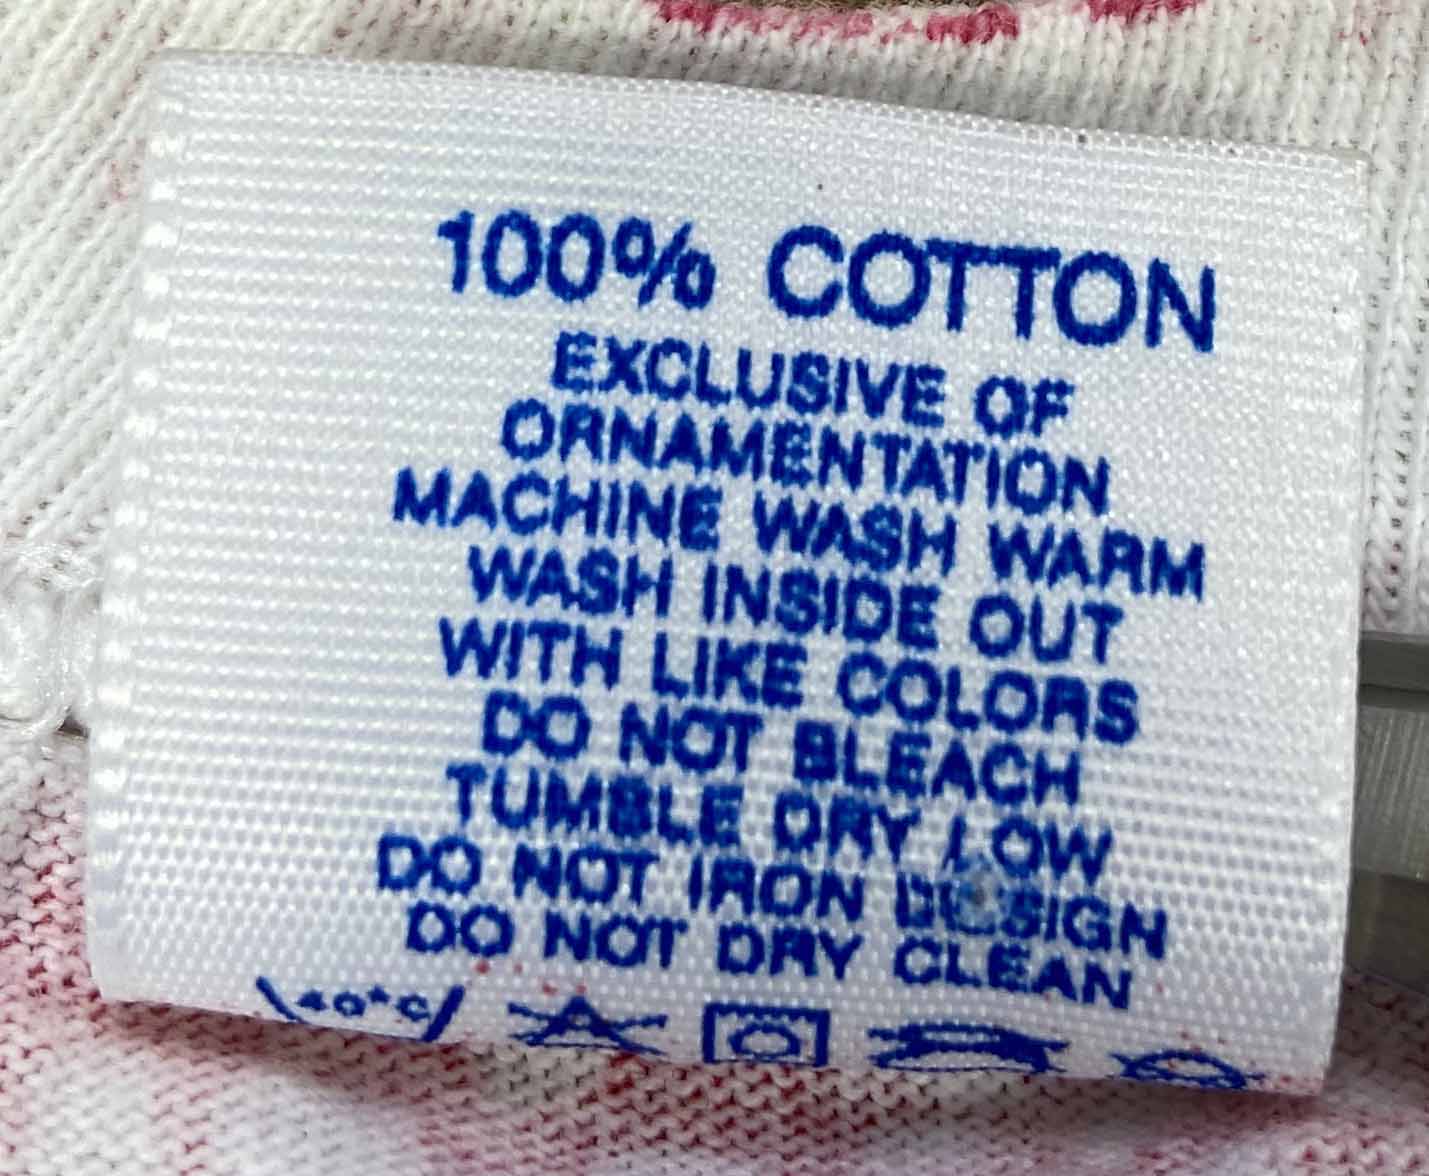 100% COTTON
EXCLUSIVE OF
ORNAMENTATION
MACHINE WASH WARM
WASH INSIDE OUT
WITH LIKE COLORS
DO NOT BLEACH
TUMBLE DRY LOW
DO NOT IRON DESIGN
DO NOT DRY CLEAN
40°C